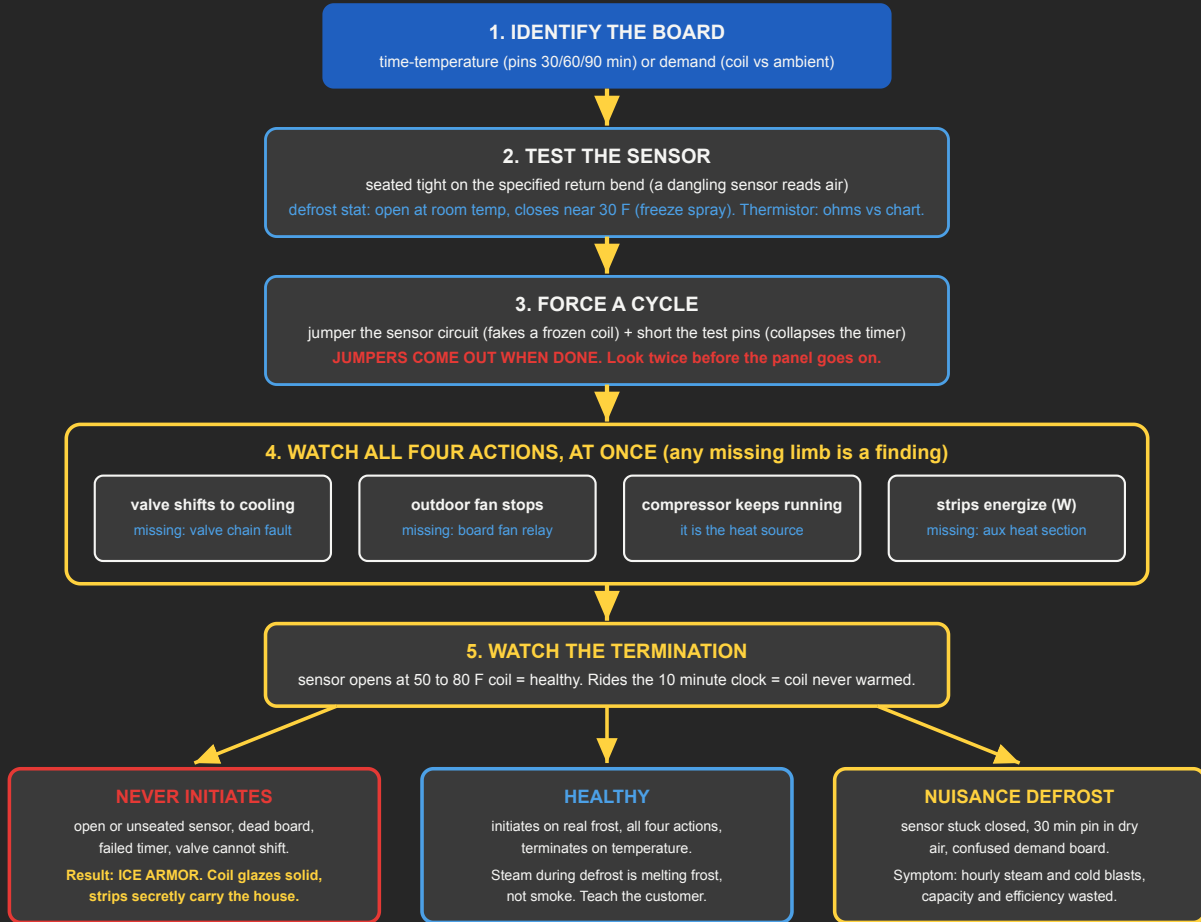 1. IDENTIFY THE BOARD
time-temperature (pins 30/60/90 min) or demand (coil vs ambient)
2. TEST THE SENSOR
seated tight on the specified return bend (a dangling sensor reads air)
defrost stat: open at room temp, closes near 30 F (freeze spray). Thermistor: ohms vs chart.
3. FORCE A CYCLE
jumper the sensor circuit (fakes a frozen coil) + short the test pins (collapses the timer)
JUMPERS COME OUT WHEN DONE. Look twice before the panel goes on.
4. WATCH ALL FOUR ACTIONS, AT ONCE (any missing limb is a finding)
valve shifts to cooling
missing: valve chain fault
outdoor fan stops
missing: board fan relay
compressor keeps running
it is the heat source
strips energize (W)
missing: aux heat section
5. WATCH THE TERMINATION
sensor opens at 50 to 80 F coil = healthy. Rides the 10 minute clock = coil never warmed.
NEVER INITIATES
open or unseated sensor, dead board,
failed timer, valve cannot shift.
Result: ICE ARMOR. Coil glazes solid,
strips secretly carry the house.
HEALTHY
initiates on real frost, all four actions,
terminates on temperature.
Steam during defrost is melting frost,
not smoke. Teach the customer.
NUISANCE DEFROST
sensor stuck closed, 30 min pin in dry
air, confused demand board.
Symptom: hourly steam and cold blasts,
capacity and efficiency wasted.